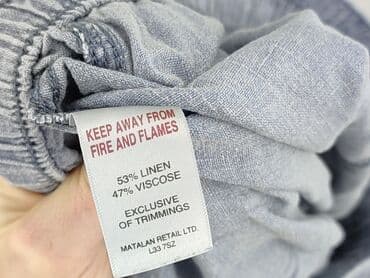 KEEP AWAY FROM
FIRE AND FLAMES
53% LINEN
47% VISCOSE
EXCLUSIVE
OF TRIMMINGS
MATALAN RETAIL LTD.
L33 7SZ